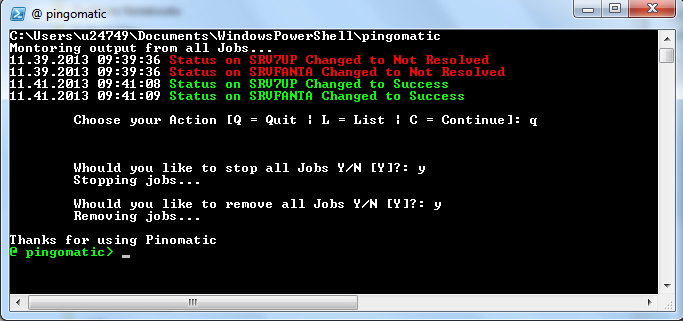 @ pingomatic
C:\Users\u24749\Documents\WindowsPowerShell\pingomatic
Montoring output from all Jobs...
11.39.2013 09:39:36 Status on SRV7UP Changed to Not Resolved
11.39.2013 09:39:36 Status on SRVFANTA Changed to Not Resolved
11.41.2013 09:41:08 Status on SRV7UP Changed to Success
11.41.2013 09:41:09 Status on SRVFANTA Changed to Success
Choose your Action [Q = Quit ¦ L = List ¦ C = Continue]: q
Whould you like to stop all Jobs Y/N [Y]?: y
Stopping jobs...
Whould you like to remove all Jobs Y/N [Y]?: y
Removing jobs...
Thanks for using Pinomatic
@ pingomatic> _